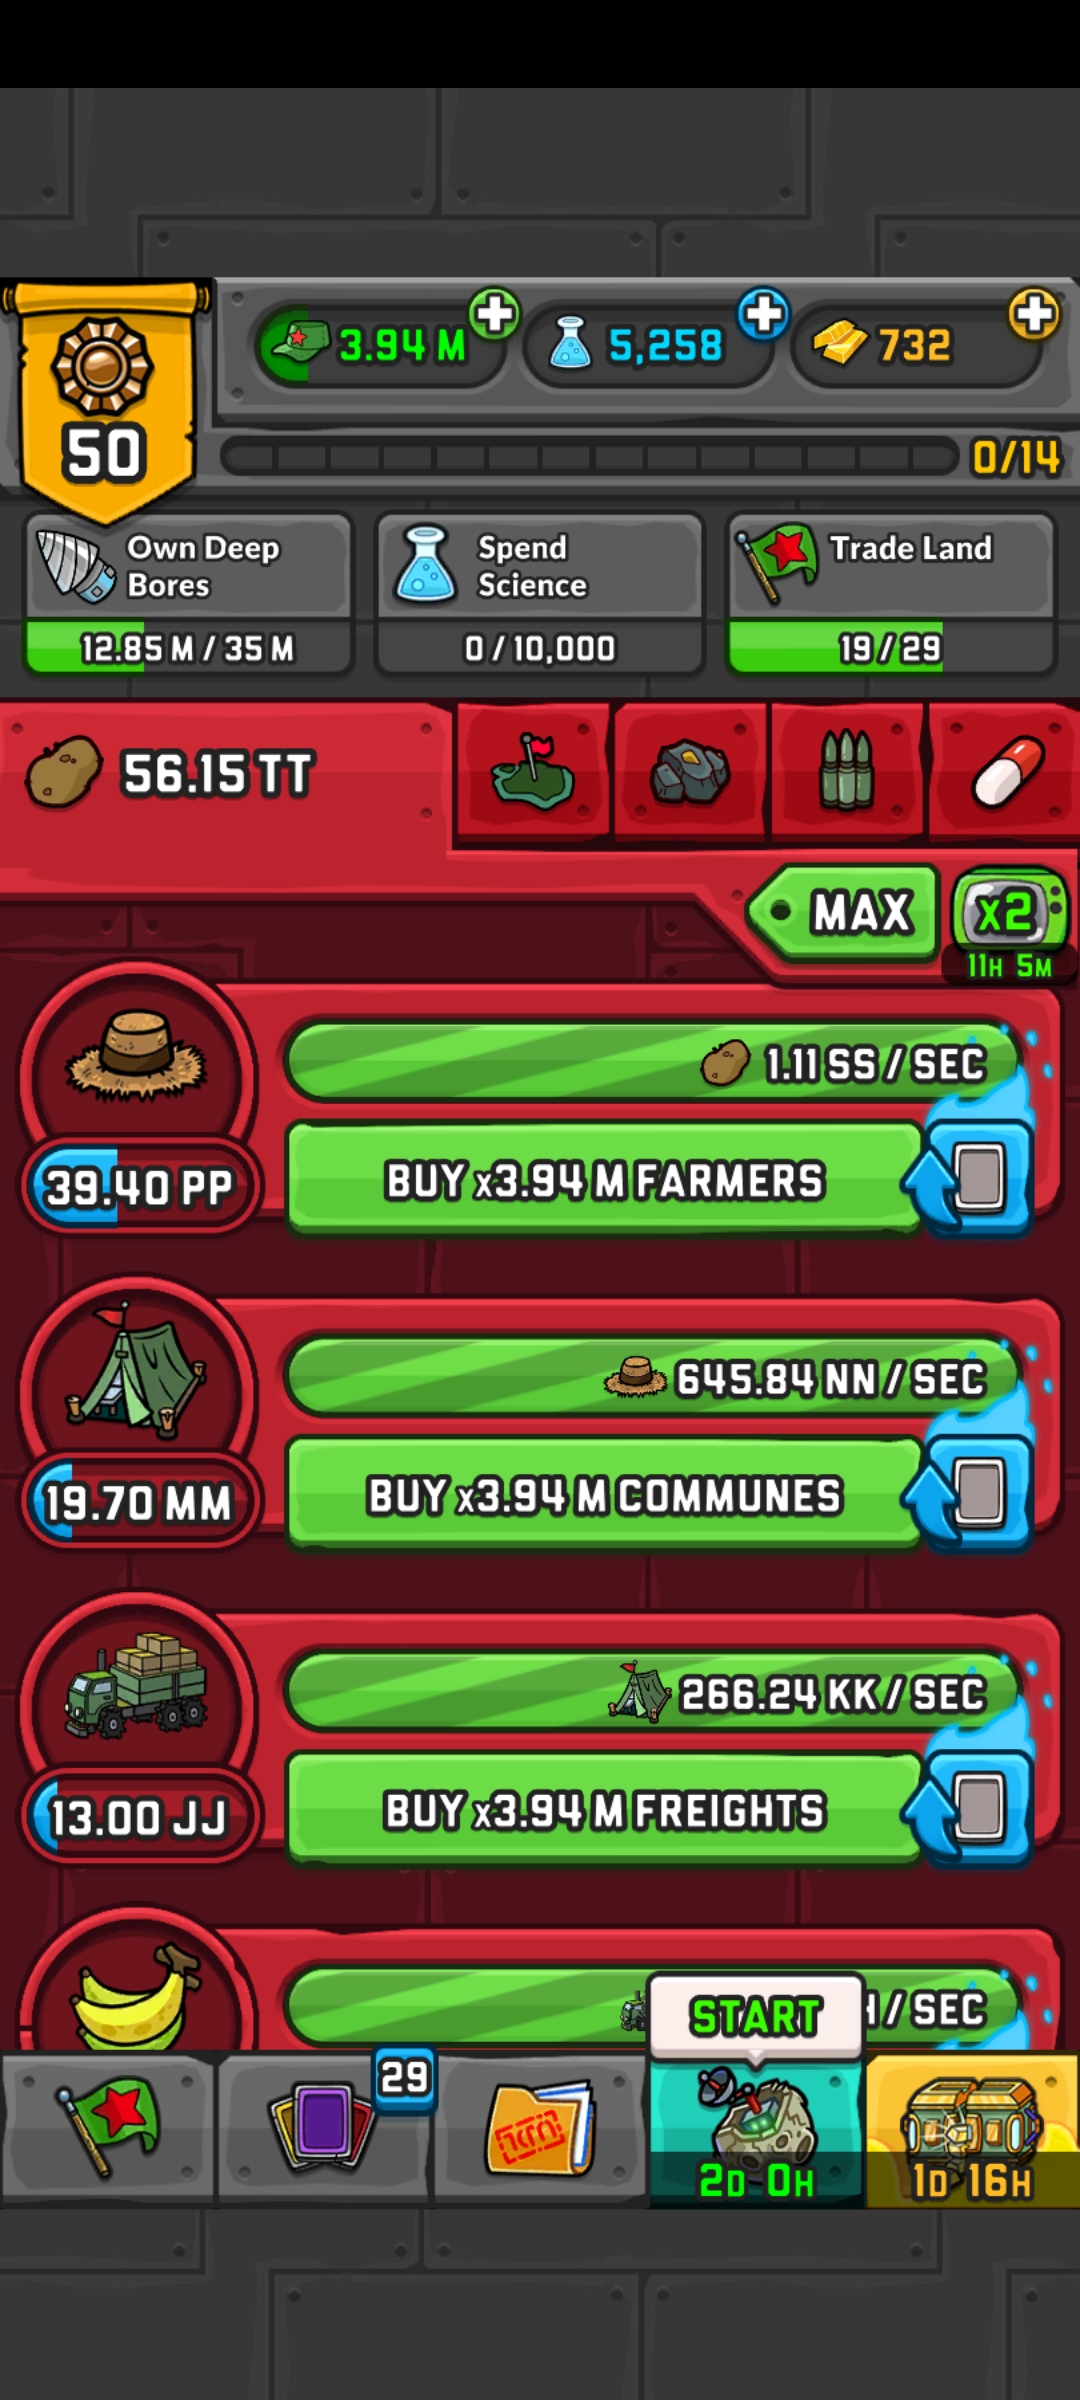 50
3.94 M
5,258
732
0/14
Own Deep
Bores
12.85 M / 35 M
Spend
Science
0 / 10,000
Trade Land
19 / 29
56.15 TT
MAX
x2
11H 5M
1.11 SS / SEC
39.40 PP
BUY x3.94 M FARMERS
645.84 NN / SEC
19.70 MM
BUY x3.94 M COMMUNES
266.24 KK / SEC
13.00 JJ
BUY x3.94 M FREIGHTS
/ SEC
START
29
2D 0H
1D 16H